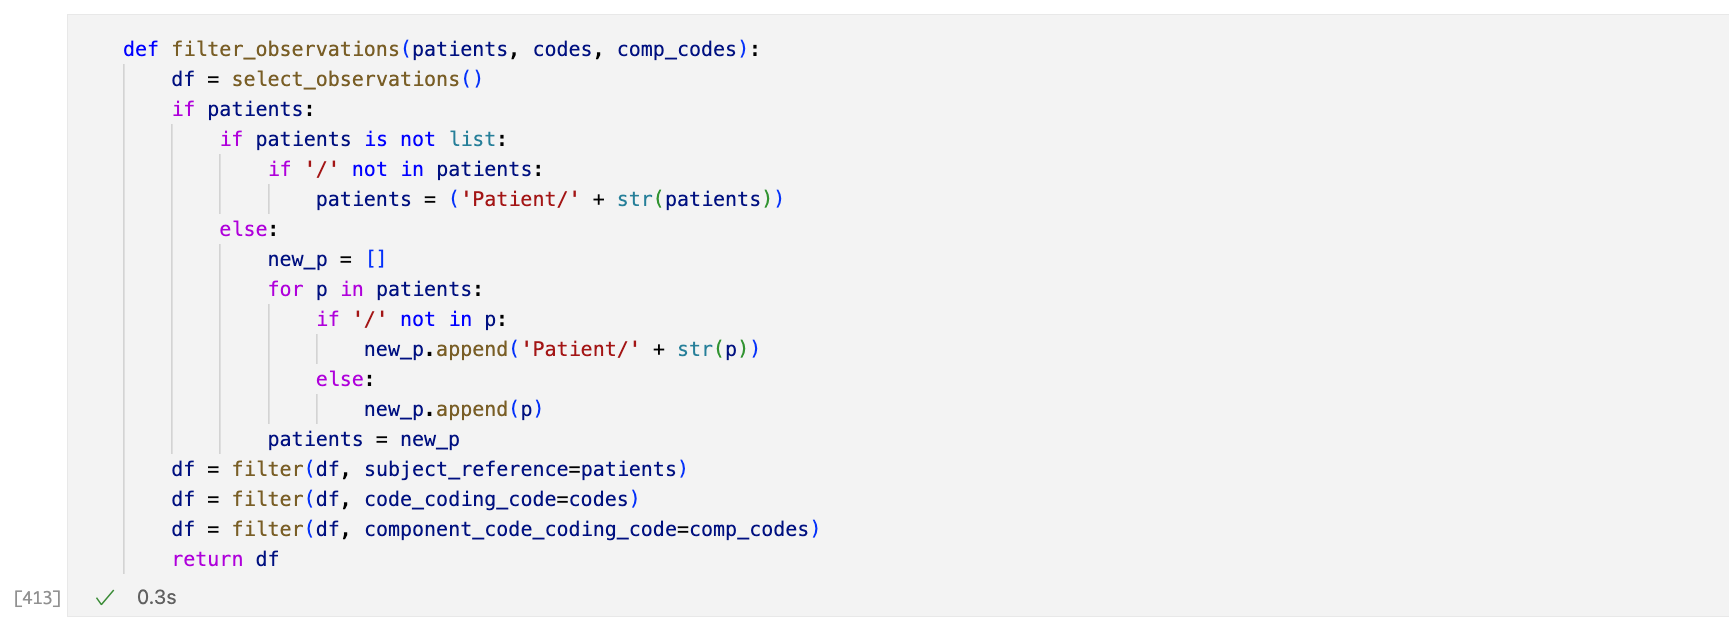 def filter_observations(patients, codes, comp_codes):
    df = select_observations()
    if patients:
        if patients is not list:
            if '/' not in patients:
                patients = ('Patient/' + str(patients))
        else:
            new_p = []
            for p in patients:
                if '/' not in p:
                    new_p.append('Patient/' + str(p))
                else:
                    new_p.append(p)
            patients = new_p
    df = filter(df, subject_reference=patients)
    df = filter(df, code_coding_code=codes)
    df = filter(df, component_code_coding_code=comp_codes)
    return df
[413] ✓ 0.3s